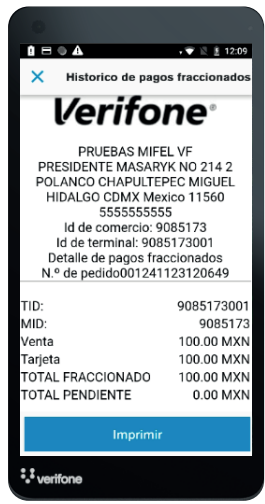 12:09
Historico de pagos fraccionados
Verifone®
PRUEBAS MIFEL VF
PRESIDENTE MASARYK NO 214 2
POLANCO CHAPULTEPEC MIGUEL
HIDALGO CDMX Mexico 11560
5555555555
Id de comercio: 9085173
Id de terminal: 9085173001
Detalle de pagos fraccionados
N.º de pedido001241123120649
TID: 9085173001
MID: 9085173
Venta 100.00 MXN
Tarjeta 100.00 MXN
TOTAL FRACCIONADO 100.00 MXN
TOTAL PENDIENTE 0.00 MXN
Imprimir
verifone